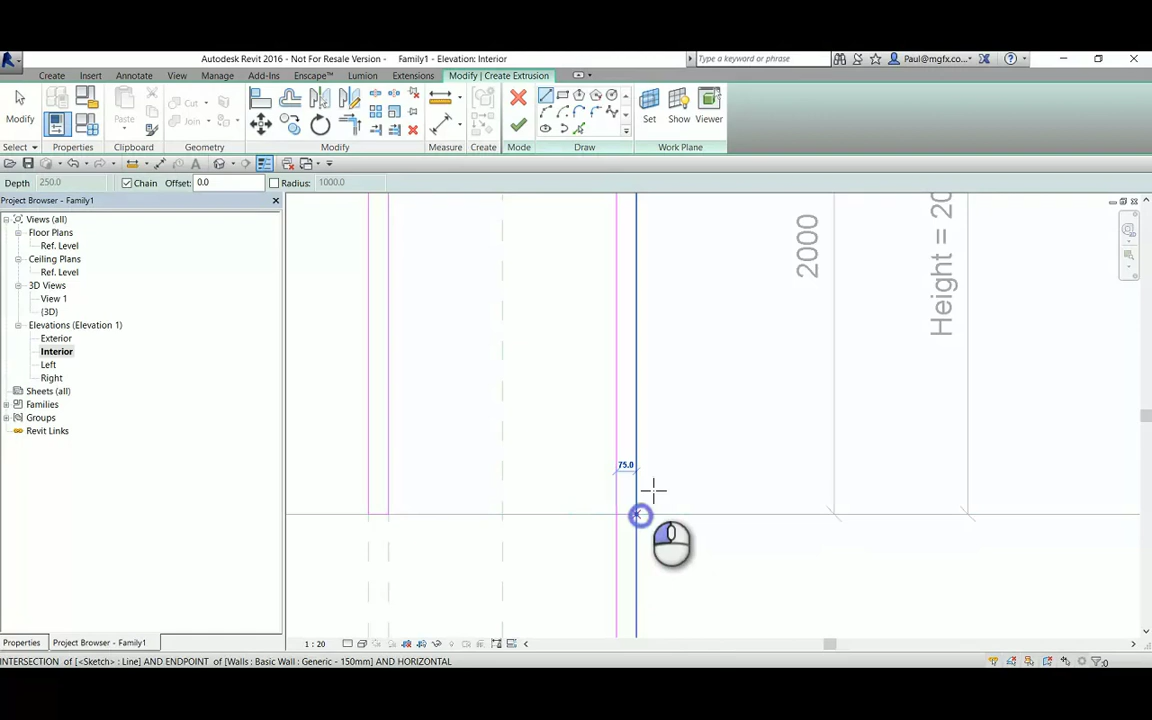 Autodesk Revit 2016 - Not For Resale Version - Family1 - Elevation: Interior
Type a keyword or phrase
Paul@mgfx.co...
Create Insert Annotate View Manage Add-Ins Enscape™ Lumion Extensions Modify | Create Extrusion
Modify
Paste
Cut
Join
Set Show Viewer
Select Properties Clipboard Geometry Modify Measure Create Mode Draw Work Plane
Depth 250.0 Chain Offset: 0.0 Radius: 1000.0
Project Browser - Family1
Views (all)
Floor Plans
Ref. Level
Ceiling Plans
Ref. Level
3D Views
View 1
{3D}
Elevations (Elevation 1)
Exterior
Interior
Left
Right
Sheets (all)
Families
Groups
Revit Links
2000
Height = 20
75.0
Properties Project Browser - Family1
1 : 20
INTERSECTION of [<Sketch> : Line] AND ENDPOINT of [Walls : Basic Wall : Generic - 150mm] AND HORIZONTAL
:0